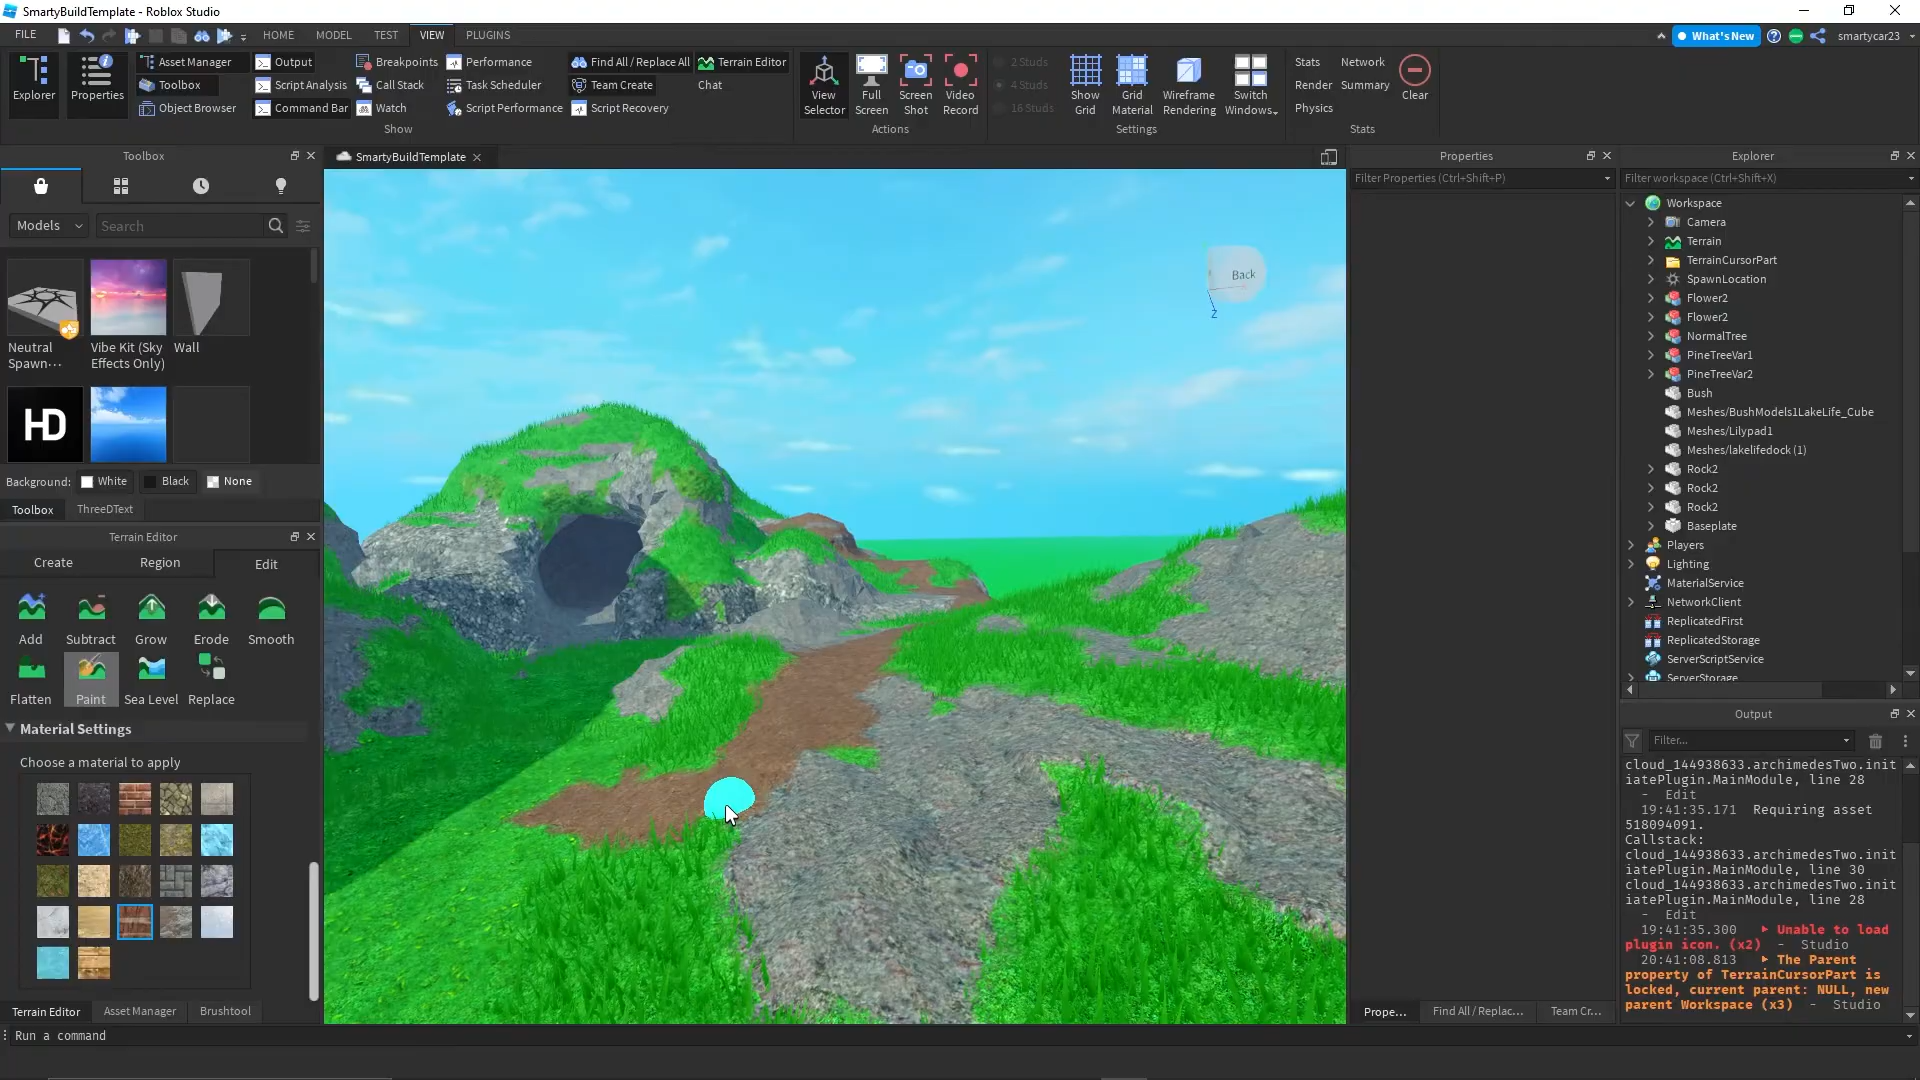 SmartyBuildTemplate - Roblox Studio
FILE
HOME
MODEL
TEST
VIEW
PLUGINS
What's New
smartycar23
Explorer
Properties
Asset Manager
Toolbox
Object Browser
Output
Script Analysis
Command Bar
Breakpoints
Call Stack
Watch
Performance
Task Scheduler
Script Performance
Find All / Replace All
Team Create
Script Recovery
Terrain Editor
Chat
Show
View
Selector
Full
Screen
Screen
Shot
Video
Record
Actions
2 Studs
4 Studs
16 Studs
Show
Grid
Grid
Material
Wireframe
Rendering
Switch
Windows
Settings
Stats
Network
Render
Summary
Physics
Clear
Stats
Toolbox
Models
Search
Neutral
Spawn...
Vibe Kit (Sky
Effects Only)
Wall
HD
Background:
White
Black
None
Toolbox
ThreeDText
Terrain Editor
Create
Region
Edit
Add
Subtract
Grow
Erode
Smooth
Flatten
Paint
Sea Level
Replace
Material Settings
Choose a material to apply
Terrain Editor
Asset Manager
Brushtool
Run a command
SmartyBuildTemplate
Back
Z
Properties
Filter Properties (Ctrl+Shift+P)
Prope...
Find All / Replac...
Team Cr...
Explorer
Filter workspace (Ctrl+Shift+X)
Workspace
Camera
Terrain
TerrainCursorPart
SpawnLocation
Flower2
Flower2
NormalTree
PineTreeVar1
PineTreeVar2
Bush
Meshes/BushModels1LakeLife_Cube
Meshes/Lilypad1
Meshes/lakelifedock (1)
Rock2
Rock2
Rock2
Baseplate
Players
Lighting
MaterialService
NetworkClient
ReplicatedFirst
ReplicatedStorage
ServerScriptService
ServerStorage
Output
Filter...
cloud_144938633.archimedesTwo.init
iatePlugin.MainModule, line 28
- Edit
19:41:35.171 Requiring asset
518094091.
Callstack:
cloud_144938633.archimedesTwo.init
iatePlugin.MainModule, line 30
cloud_144938633.archimedesTwo.init
iatePlugin.MainModule, line 28
- Edit
19:41:35.300 Unable to load
plugin icon. (x2) - Studio
20:41:08.813 The Parent
property of TerrainCursorPart is
locked, current parent: NULL, new
parent Workspace (x3) - Studio